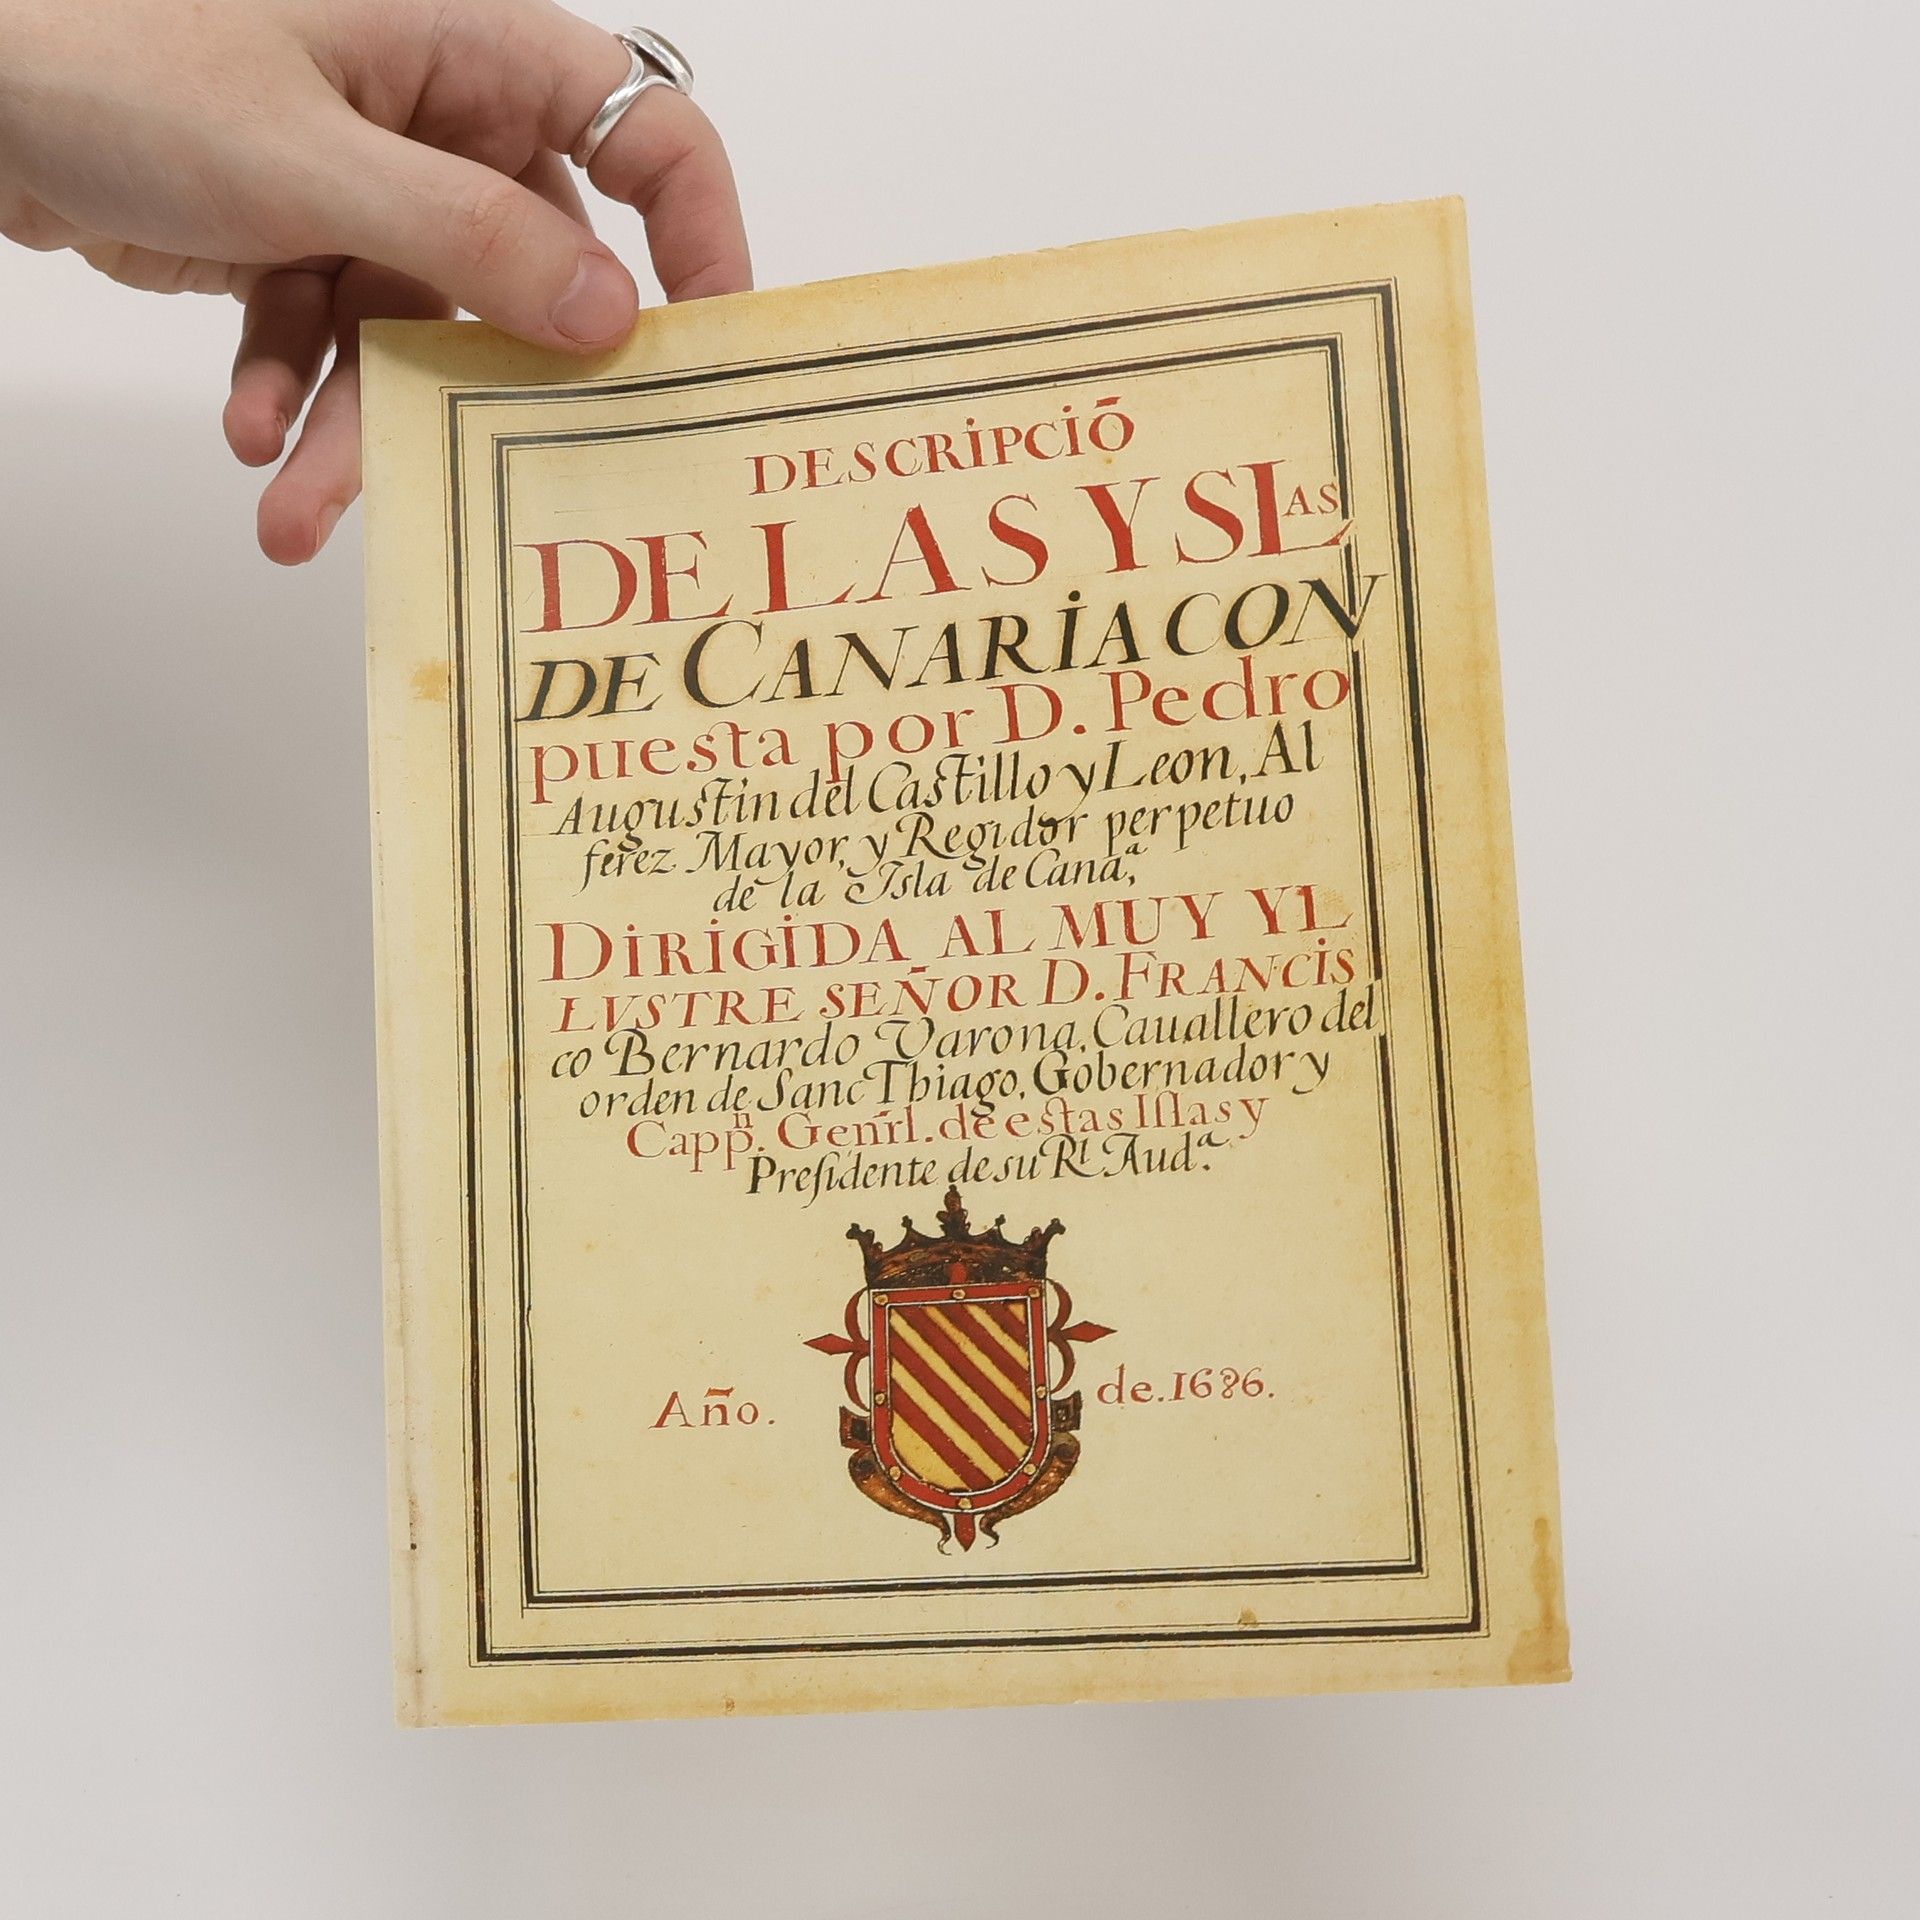 DESCRIPCIÕ
DE LAS YSLAS
DE CANARIA CON
puesta por D. Pedro
Augustin del Castillo y Leon, Al
ferez Mayor, y Regidor perpetuo
de la Isla de Canaª,
DIRIGIDA AL MUY YL
LVSTRE SEÑOR D. FRANCIS
co Bernardo Varona, Cauallero del
orden de Sanc Thiago, Gobernador y
Cappⁿ. Genr̃l. de estas Iſlas y
Preſidente de su Rˡ Audª.
Año. de. 1686.